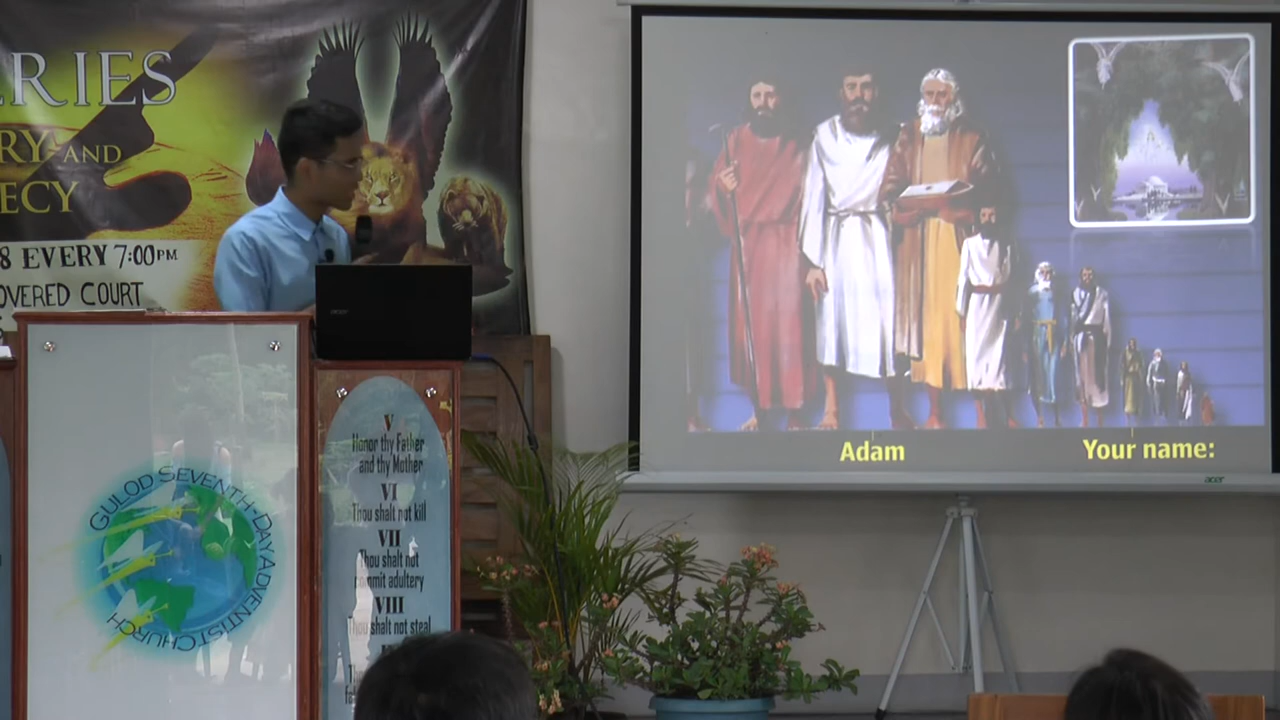 RIES
RY AND
ECY
8 EVERY 7:00PM
OVERED COURT
acer
V
Honor thy Father
and thy Mother
VI
Thou shalt not kill
VII
Thou shalt not
commit adultery
VIII
Thou shalt not steal
GULOD SEVENTH-DAY ADVENTIST CHURCH
Adam
Your name:
acer